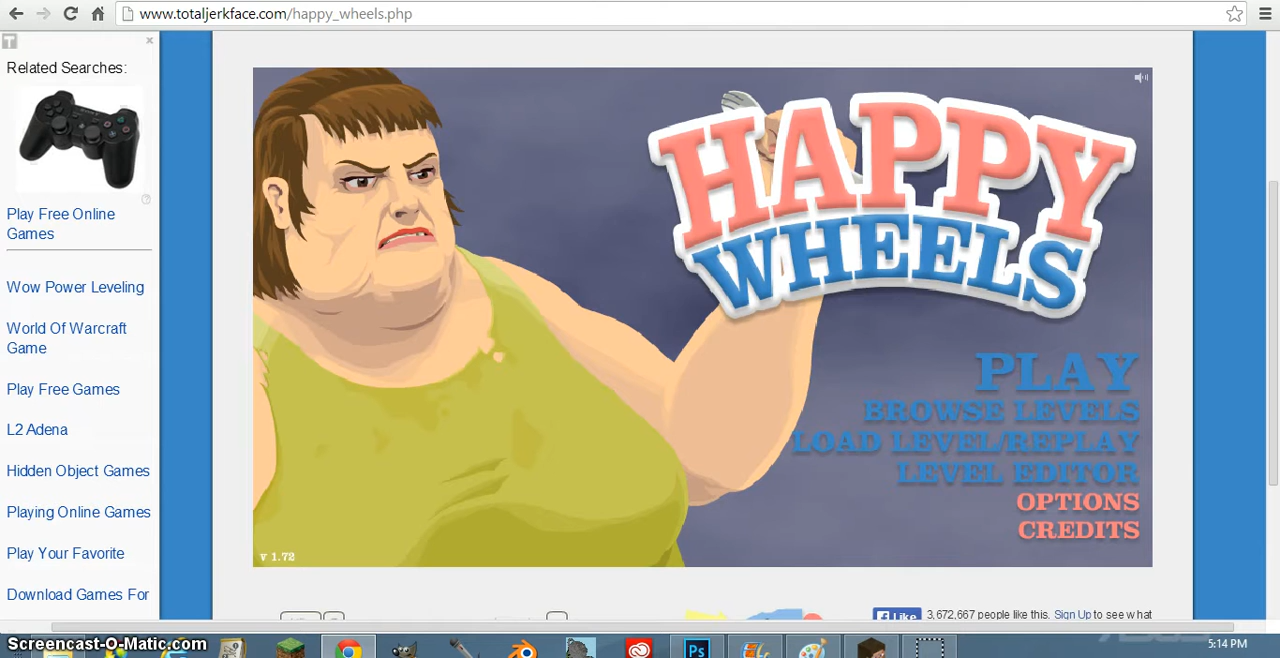 www.totaljerkface.com/happy_wheels.php
T
Related Searches:
Play Free Online
Games
Wow Power Leveling
World Of Warcraft
Game
Play Free Games
L2 Adena
Hidden Object Games
Playing Online Games
Play Your Favorite
Download Games For
HAPPY
WHEELS
PLAY
BROWSE LEVELS
LOAD LEVEL/REPLAY
LEVEL EDITOR
OPTIONS
CREDITS
v 1.72
Like 3,672,667 people like this. Sign Up to see what
Screencast-O-Matic.com
Ps
5:14 PM